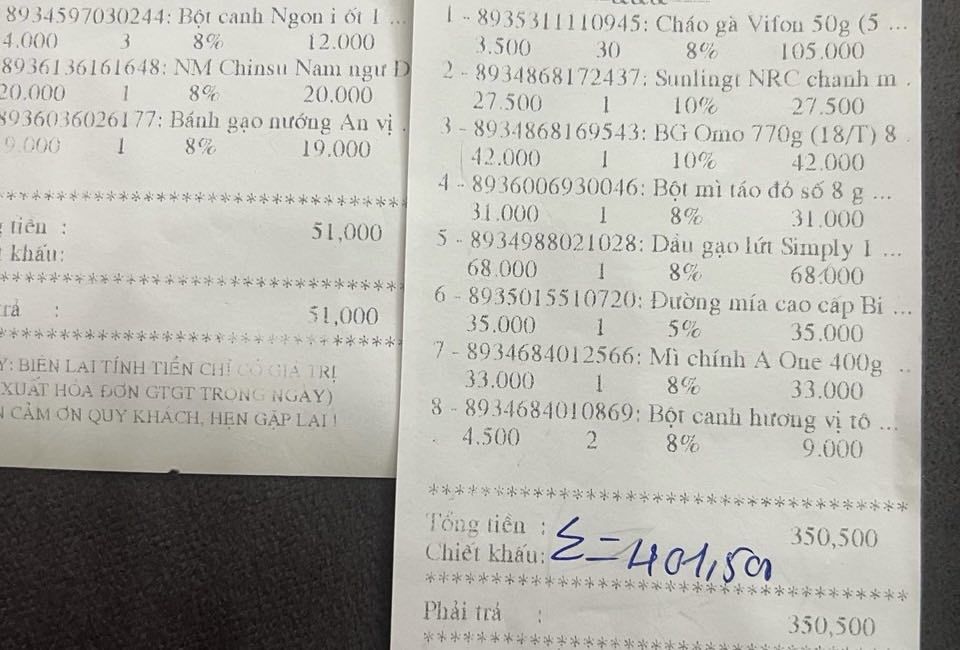 8934597030244: Bột canh Ngon i ốt 1 ...
4.000 3 8% 12.000
8936136161648: NM Chinsu Nam ngư Đ
20.000 1 8% 20.000
8936036026177: Bánh gạo nướng An vị .
9.000 1 8% 19.000
**********************************
tiền : 51,000
khấu:
**********************************
rả : 51,000
**********************************
Y: BIÊN LAI TÍNH TIỀN CHỈ CÓ GIÁ TRỊ
XUẤT HÓA ĐƠN GTGT TRONG NGÀY)
N CẢM ƠN QUÝ KHÁCH, HẸN GẶP LẠI !
1 - 8935311110945: Cháo gà Vifon 50g (5 ...
3.500 30 8% 105.000
2 - 8934868172437: Sunlingt NRC chanh m .
27.500 1 10% 27.500
3 - 8934868169543: BG Omo 770g (18/T) 8
42.000 1 10% 42.000
4 - 8936006930046: Bột mì táo đỏ số 8 g ...
31.000 1 8% 31.000
5 - 8934988021028: Dầu gạo lứt Simply 1 ...
68.000 1 8% 68.000
6 - 8935015510720: Đường mía cao cấp Bi ...
35.000 1 5% 35.000
7 - 8934684012566: Mì chính A One 400g ..
33.000 1 8% 33.000
8 - 8934684010869: Bột canh hương vị tô ...
4.500 2 8% 9.000
**********************************
Tổng tiền : 350,500
Chiết khấu: Σ=401,50
**********************************
Phải trả : 350,500
**********************************